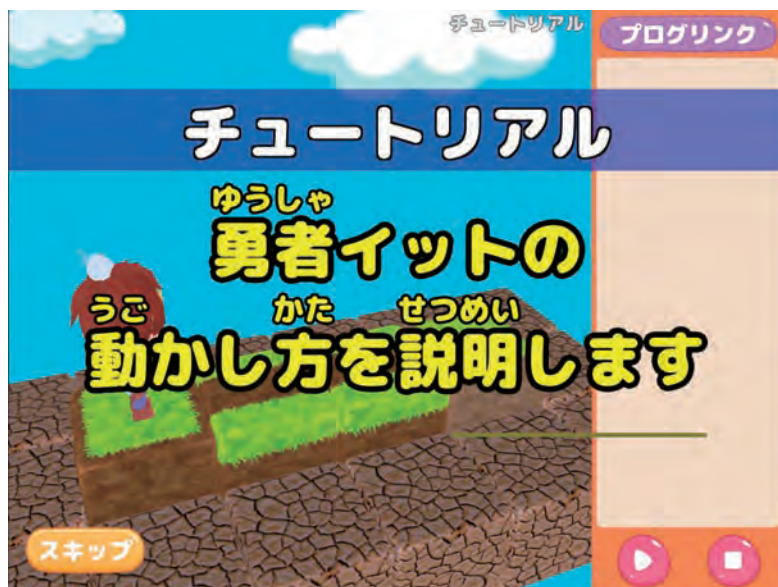 チュートリアル
プログリンク
チュートリアル
ゆうしゃ
勇者イットの
うご かた せつめい
動かし方を説明します
スキップ